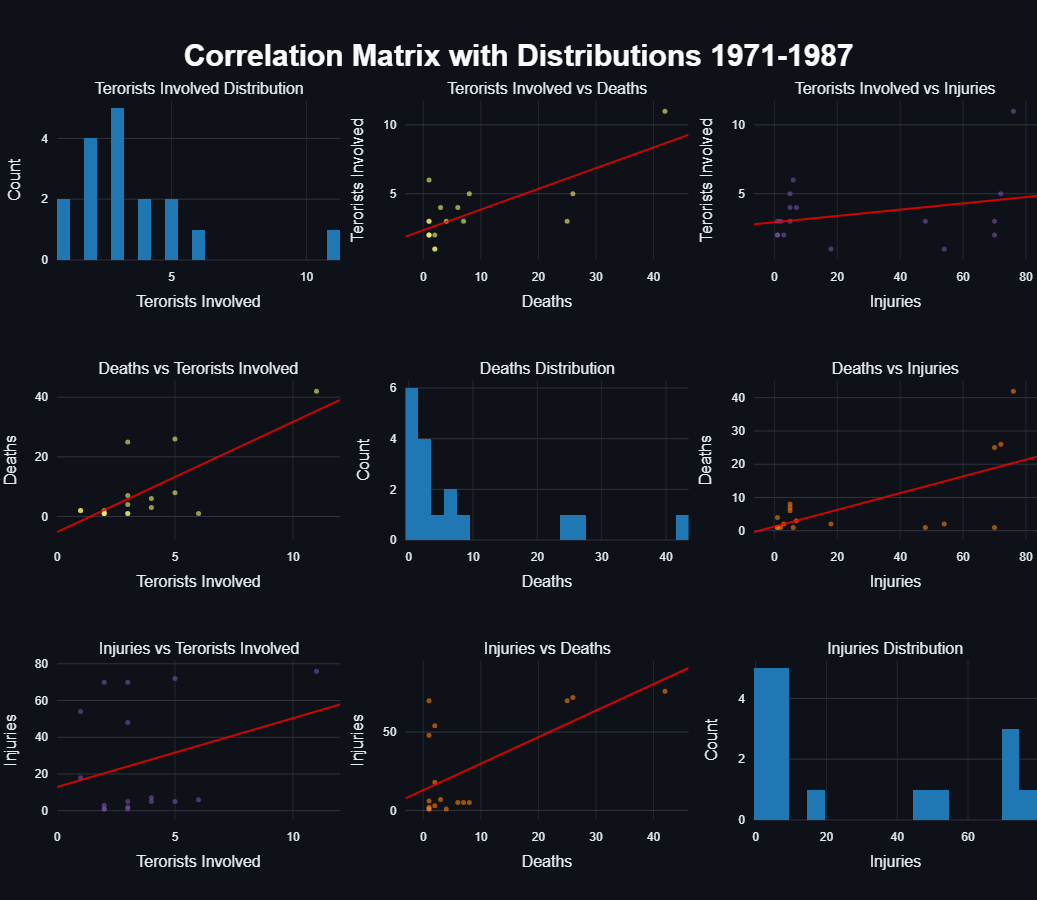 Correlation Matrix with Distributions 1971-1987
Terorists Involved Distribution
Terorists Involved vs Deaths
Terorists Involved vs Injuries
Count
4
2
0
5
10
Terorists Involved
Terorists Involved
10
5
0
10
20
30
40
Deaths
Terorists Involved
10
5
0
20
40
60
80
Injuries
Deaths vs Terorists Involved
Deaths Distribution
Deaths vs Injuries
Deaths
40
20
0
0
5
10
Terorists Involved
Count
6
4
2
0
0
10
20
30
40
Deaths
Deaths
40
30
20
10
0
0
20
40
60
80
Injuries
Injuries vs Terorists Involved
Injuries vs Deaths
Injuries Distribution
Injuries
80
60
40
20
0
0
5
10
Terorists Involved
Injuries
50
0
0
10
20
30
40
Deaths
Count
4
2
0
0
20
40
60
Injuries